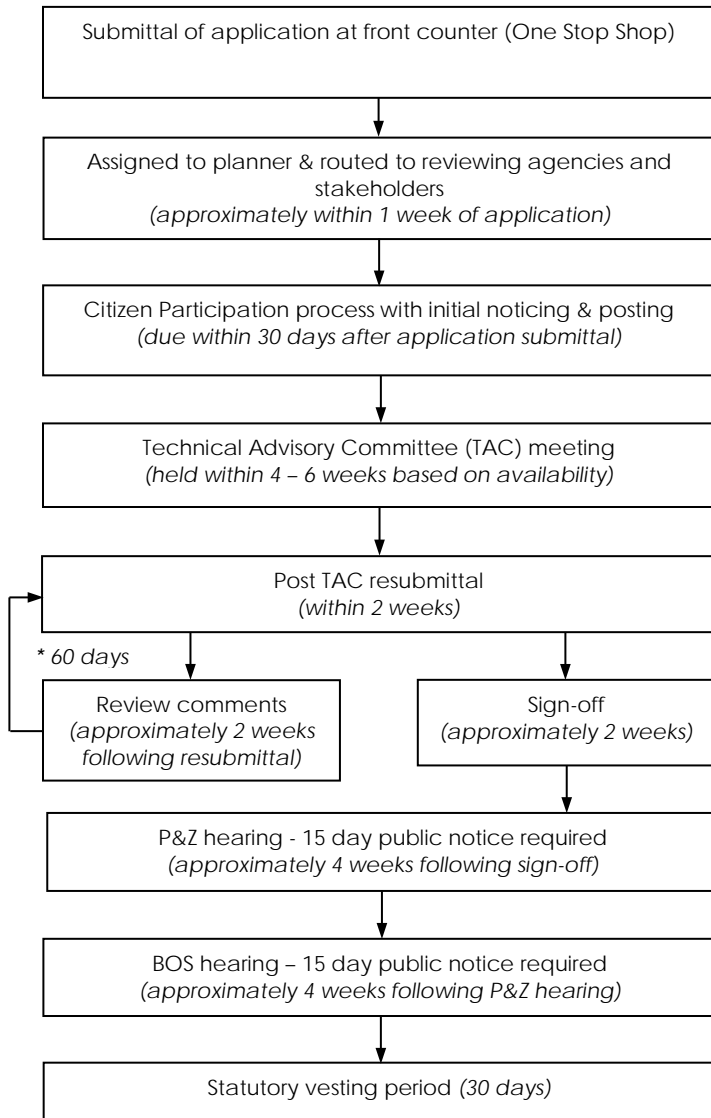 Submittal of application at front counter (One Stop Shop)
Assigned to planner & routed to reviewing agencies and
stakeholders
(approximately within 1 week of application)
Citizen Participation process with initial noticing & posting
(due within 30 days after application submittal)
Technical Advisory Committee (TAC) meeting
(held within 4 – 6 weeks based on availability)
Post TAC resubmittal
(within 2 weeks)
* 60 days
Review comments
(approximately 2 weeks
following resubmittal)
Sign-off
(approximately 2 weeks)
P&Z hearing - 15 day public notice required
(approximately 4 weeks following sign-off)
BOS hearing – 15 day public notice required
(approximately 4 weeks following P&Z hearing)
Statutory vesting period (30 days)